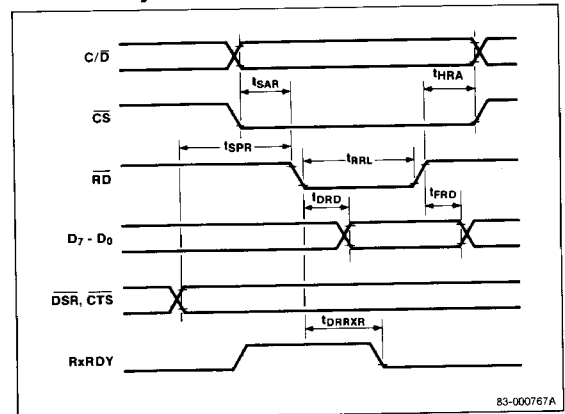 C/D̅
tSAR
tHRA
C̅S̅
tSPR
tRRL
R̅D̅
tDRD
tFRD
D7 - D0
D̅S̅R̅, C̅T̅S̅
tDRRXR
RxRDY
83-000767A